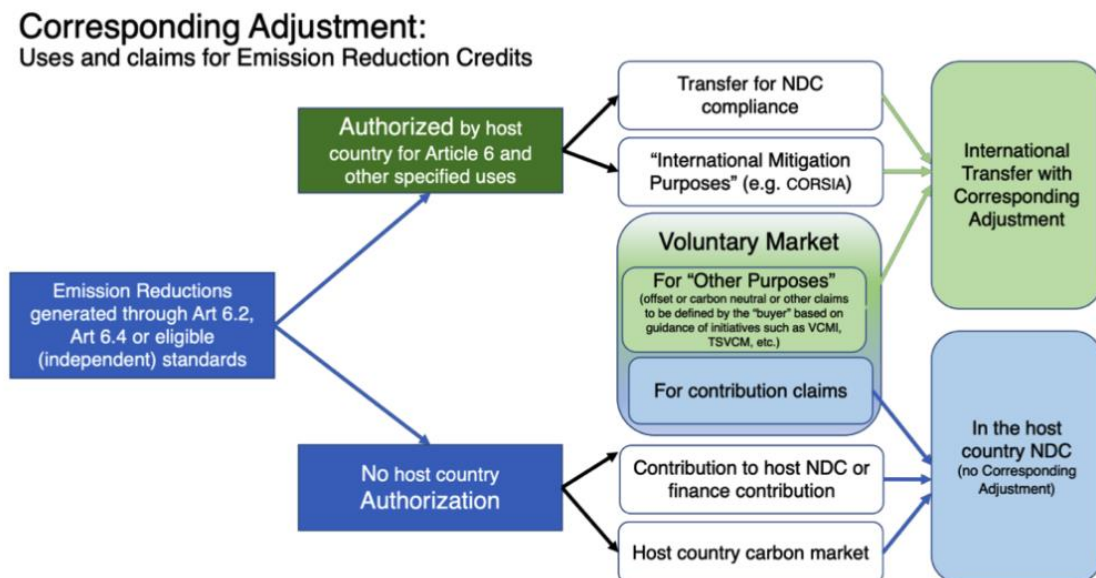 Corresponding Adjustment:
Uses and claims for Emission Reduction Credits
Emission Reductions
generated through Art 6.2,
Art 6.4 or eligible
(independent) standards
Authorized by host
country for Article 6 and
other specified uses
No host country
Authorization
Transfer for NDC
compliance
“International Mitigation
Purposes” (e.g. CORSIA)
Voluntary Market
For “Other Purposes”
(offset or carbon neutral or other claims
to be defined by the “buyer” based on
guidance of initiatives such as VCMI,
TSVCM, etc.)
For contribution claims
Contribution to host NDC or
finance contribution
Host country carbon market
International
Transfer with
Corresponding
Adjustment
In the host
country NDC
(no Corresponding
Adjustment)